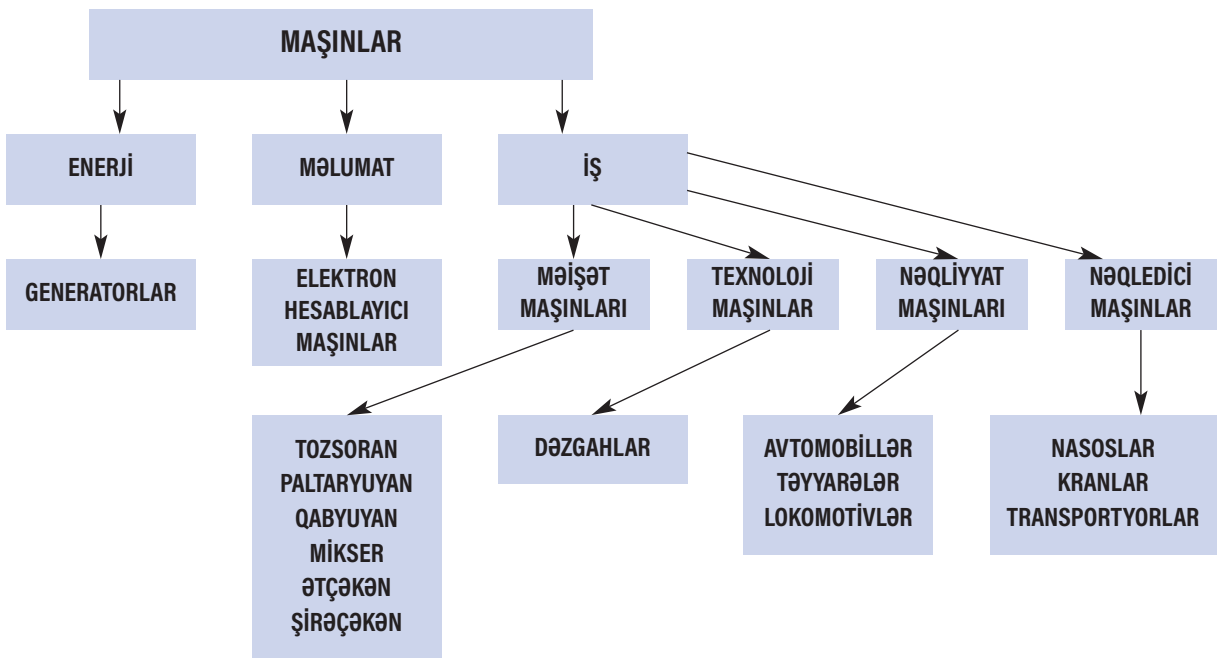 MAŞINLAR
ENERJİ
MƏLUMAT
İŞ
GENERATORLAR
ELEKTRON
HESABLAYICI
MAŞINLAR
MƏİŞƏT
MAŞINLARI
TEXNOLOJİ
MAŞINLAR
NƏQLİYYAT
MAŞINLARI
NƏQLEDİCİ
MAŞINLAR
TOZSORAN
PALTARYUYAN
QABYUYAN
MİKSER
ƏTÇƏKƏN
ŞİRƏÇƏKƏN
DƏZGAHLAR
AVTOMOBİLLƏR
TƏYYARƏLƏR
LOKOMOTİVLƏR
NASOSLAR
KRANLAR
TRANSPORTYORLAR